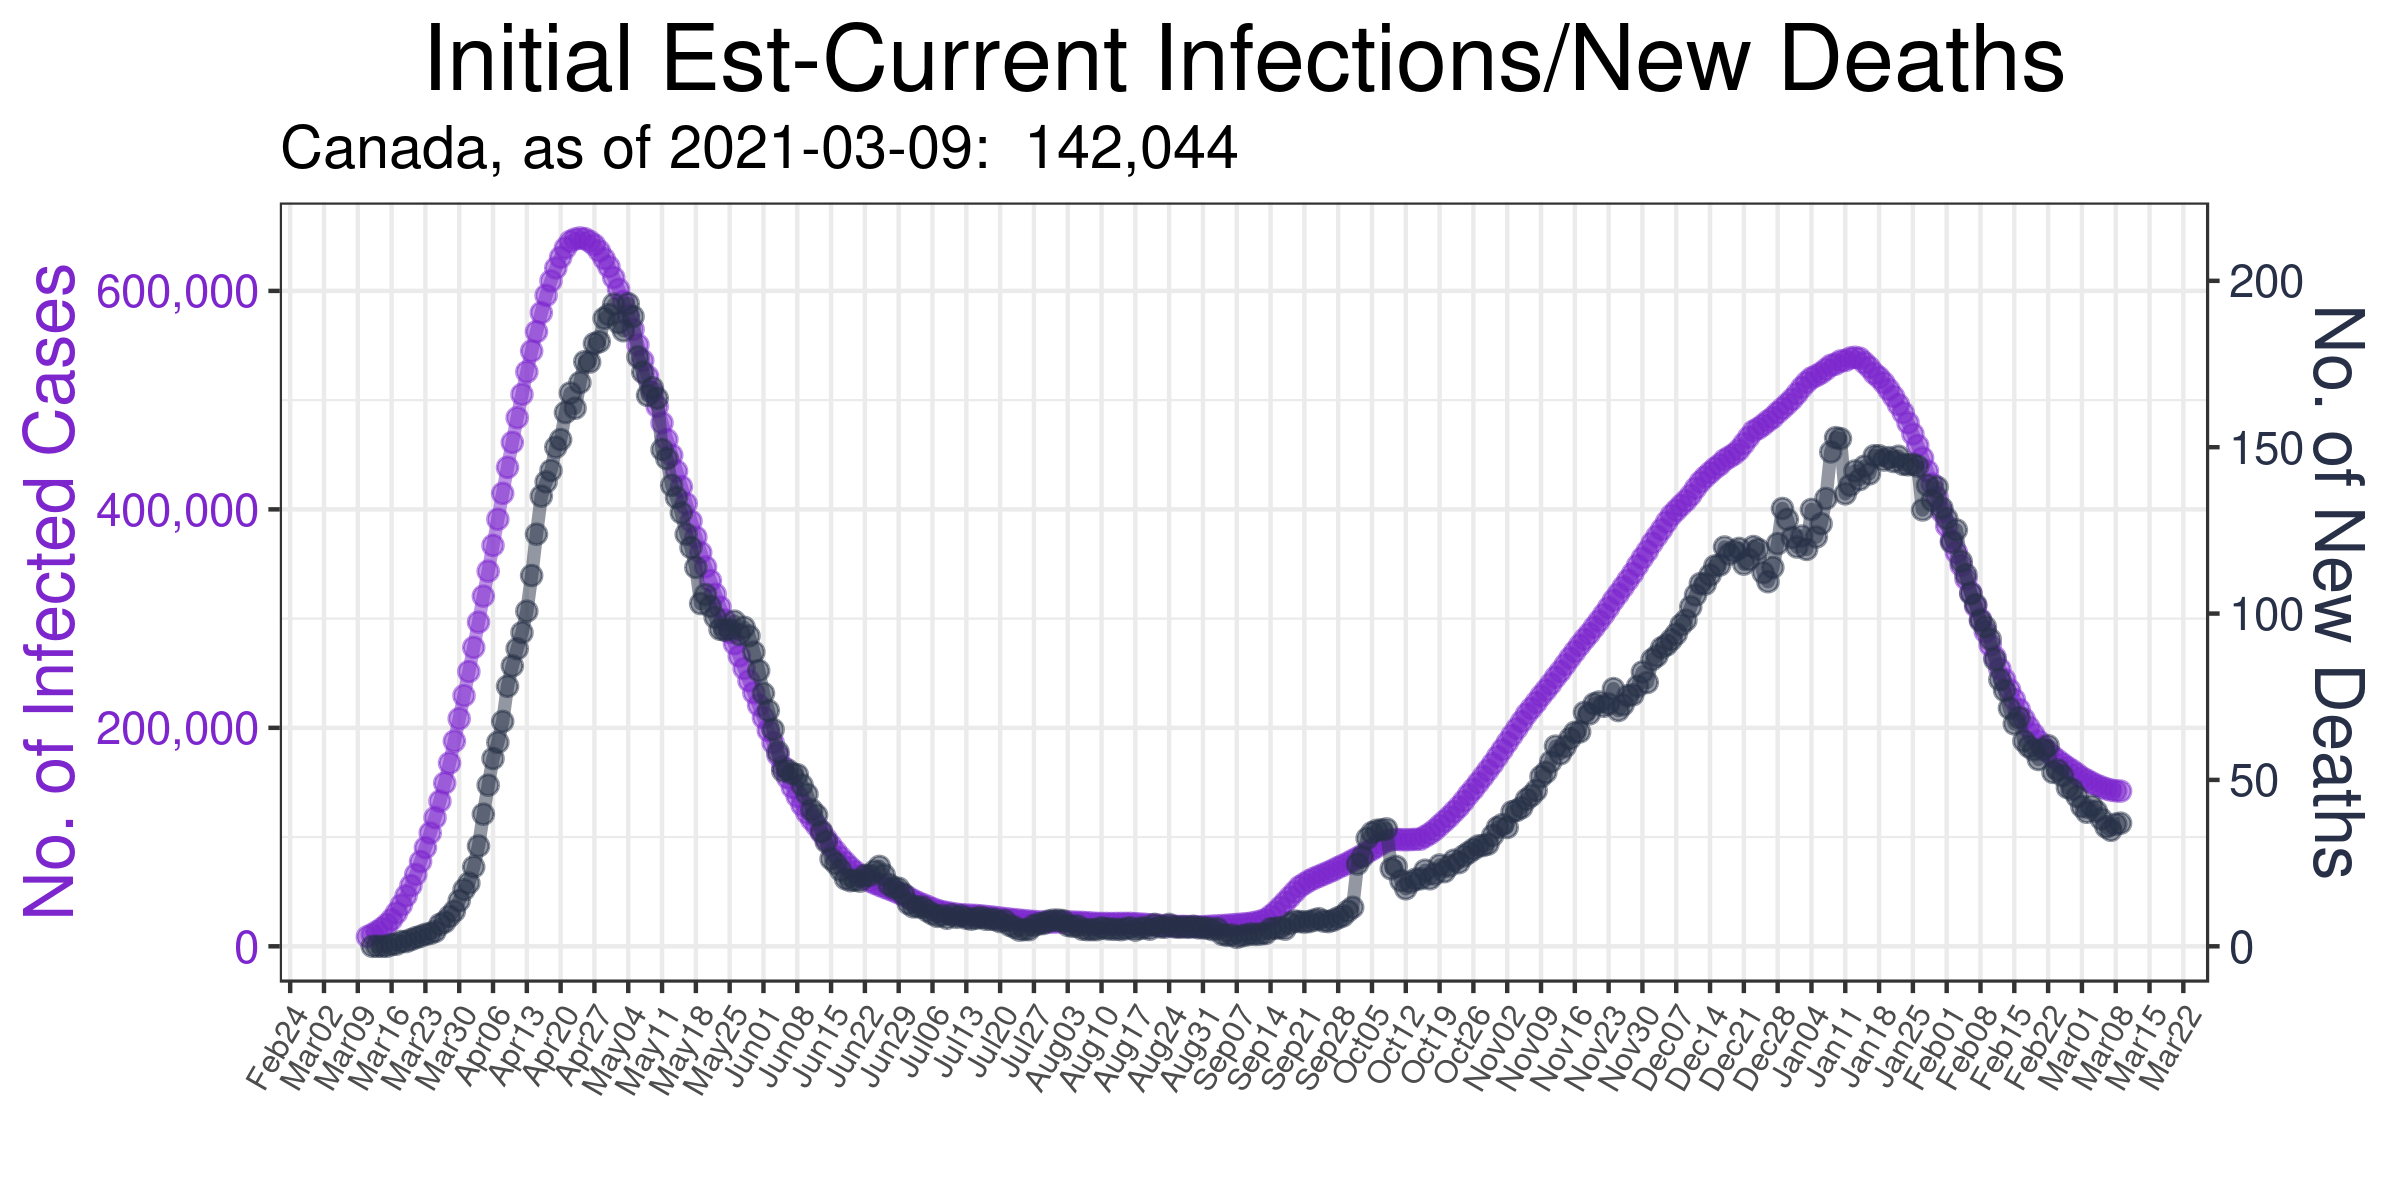 Initial Est-Current Infections/New Deaths
Canada, as of 2021-03-09:  142,044
No. of Infected Cases
600,000
400,000
200,000
0
200
150
100
50
0
No. of New Deaths
Feb24
Mar02
Mar09
Mar16
Mar23
Mar30
Apr06
Apr13
Apr20
Apr27
May04
May11
May18
May25
Jun01
Jun08
Jun15
Jun22
Jun29
Jul06
Jul13
Jul20
Jul27
Aug03
Aug10
Aug17
Aug24
Aug31
Sep07
Sep14
Sep21
Sep28
Oct05
Oct12
Oct19
Oct26
Nov02
Nov09
Nov16
Nov23
Nov30
Dec07
Dec14
Dec21
Dec28
Jan04
Jan11
Jan18
Jan25
Feb01
Feb08
Feb15
Feb22
Mar01
Mar08
Mar15
Mar22